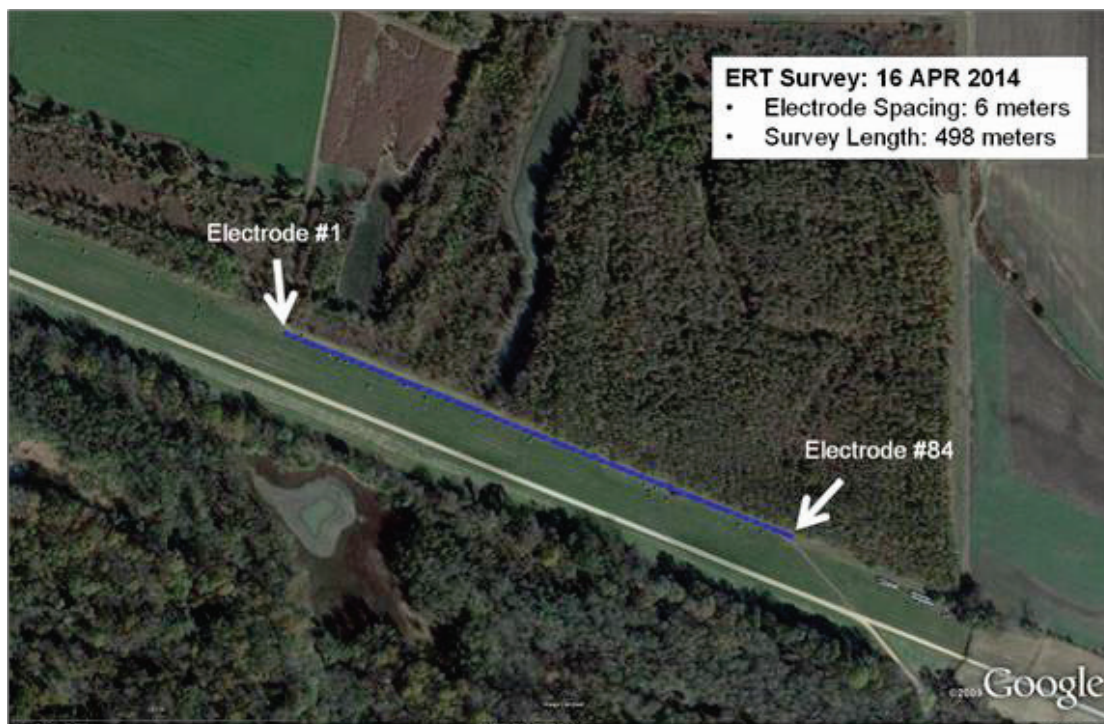 ERT Survey: 16 APR 2014
• Electrode Spacing: 6 meters
• Survey Length: 498 meters
Electrode #1
Electrode #84
Google